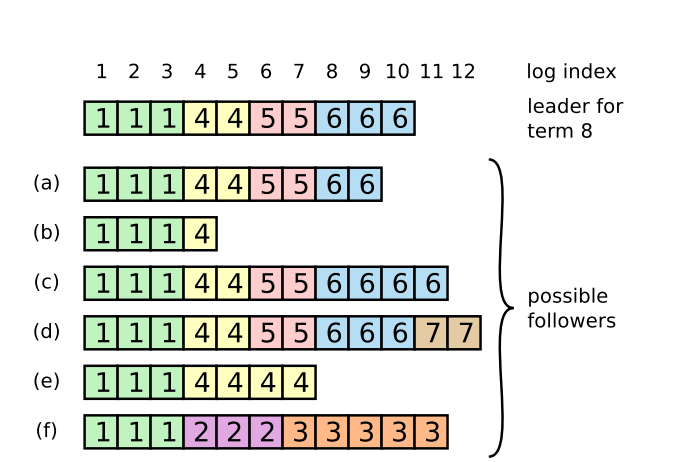 1 2 3 4 5 6 7 8 9 10 11 12 log index
1 1 1 4 4 5 5 6 6 6 leader for
term 8
(a) 1 1 1 4 4 5 5 6 6
(b) 1 1 1 4
(c) 1 1 1 4 4 5 5 6 6 6 6
(d) 1 1 1 4 4 5 5 6 6 6 7 7
(e) 1 1 1 4 4 4 4
(f) 1 1 1 2 2 2 3 3 3 3 3
possible
followers